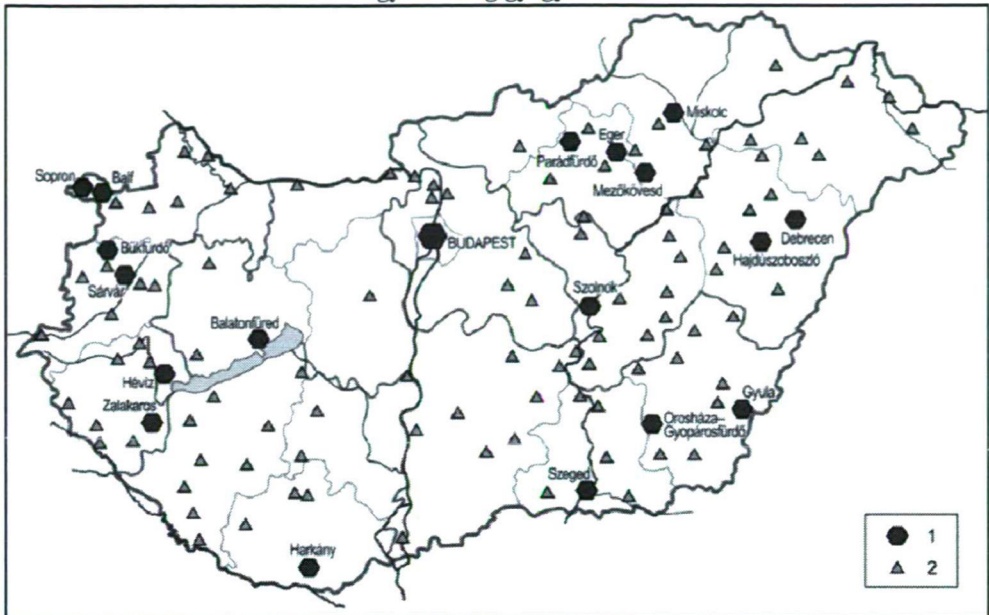 Miskolc
Eger
Parádfürdő
Mezőkövesd
Sopron
Balf
Bükfürdő
Sárvár
BUDAPEST
Debrecen
Hajdúszoboszló
Szolnok
Balatonfüred
Hévíz
Zalakaros
Gyula
Orosháza–
Gyopárosfürdő
Szeged
Harkány
1
2